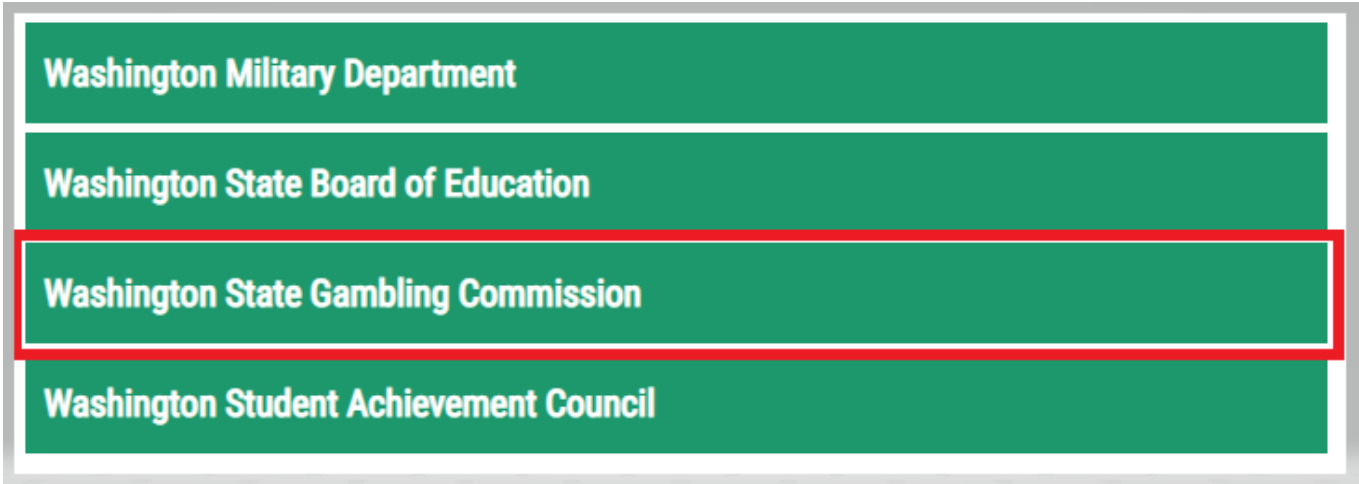 Washington Military Department
Washington State Board of Education
Washington State Gambling Commission
Washington Student Achievement Council